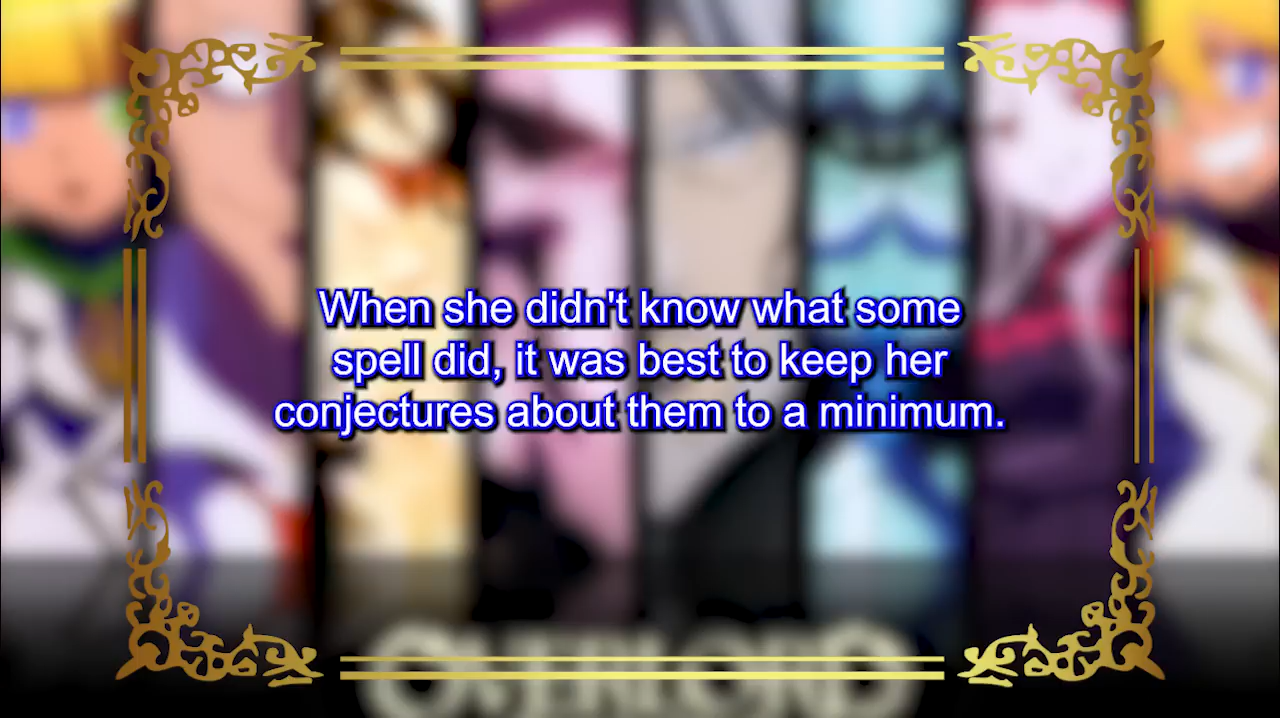 When she didn't know what some
spell did, it was best to keep her
conjectures about them to a minimum.
OVERLORD